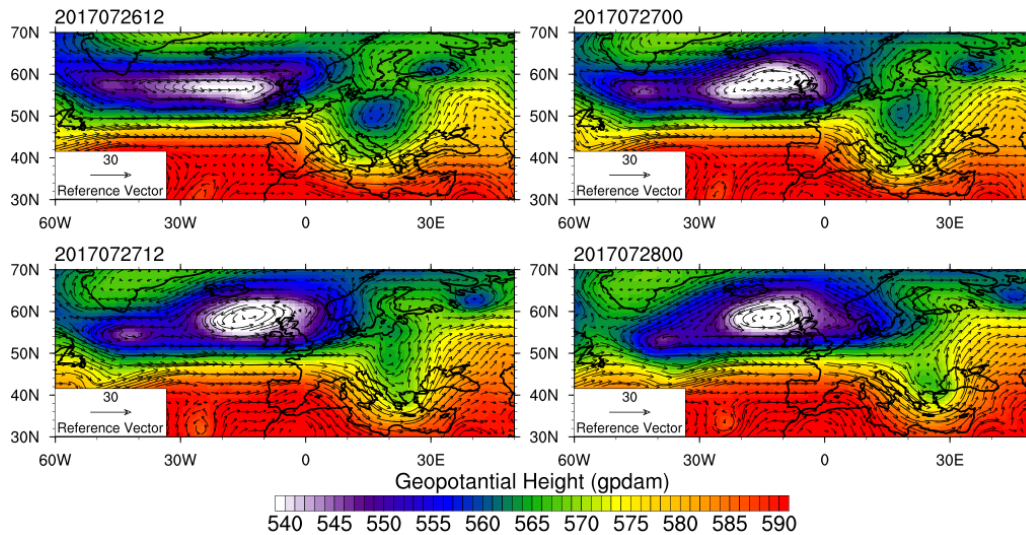 2017072612
70N
60N
50N
40N
30N
30
Reference Vector
60W 30W 0 30E
2017072700
70N
60N
50N
40N
30N
30
Reference Vector
60W 30W 0 30E
2017072712
70N
60N
50N
40N
30N
30
Reference Vector
60W 30W 0 30E
2017072800
70N
60N
50N
40N
30N
30
Reference Vector
60W 30W 0 30E
Geopotantial Height (gpdam)
540 545 550 555 560 565 570 575 580 585 590